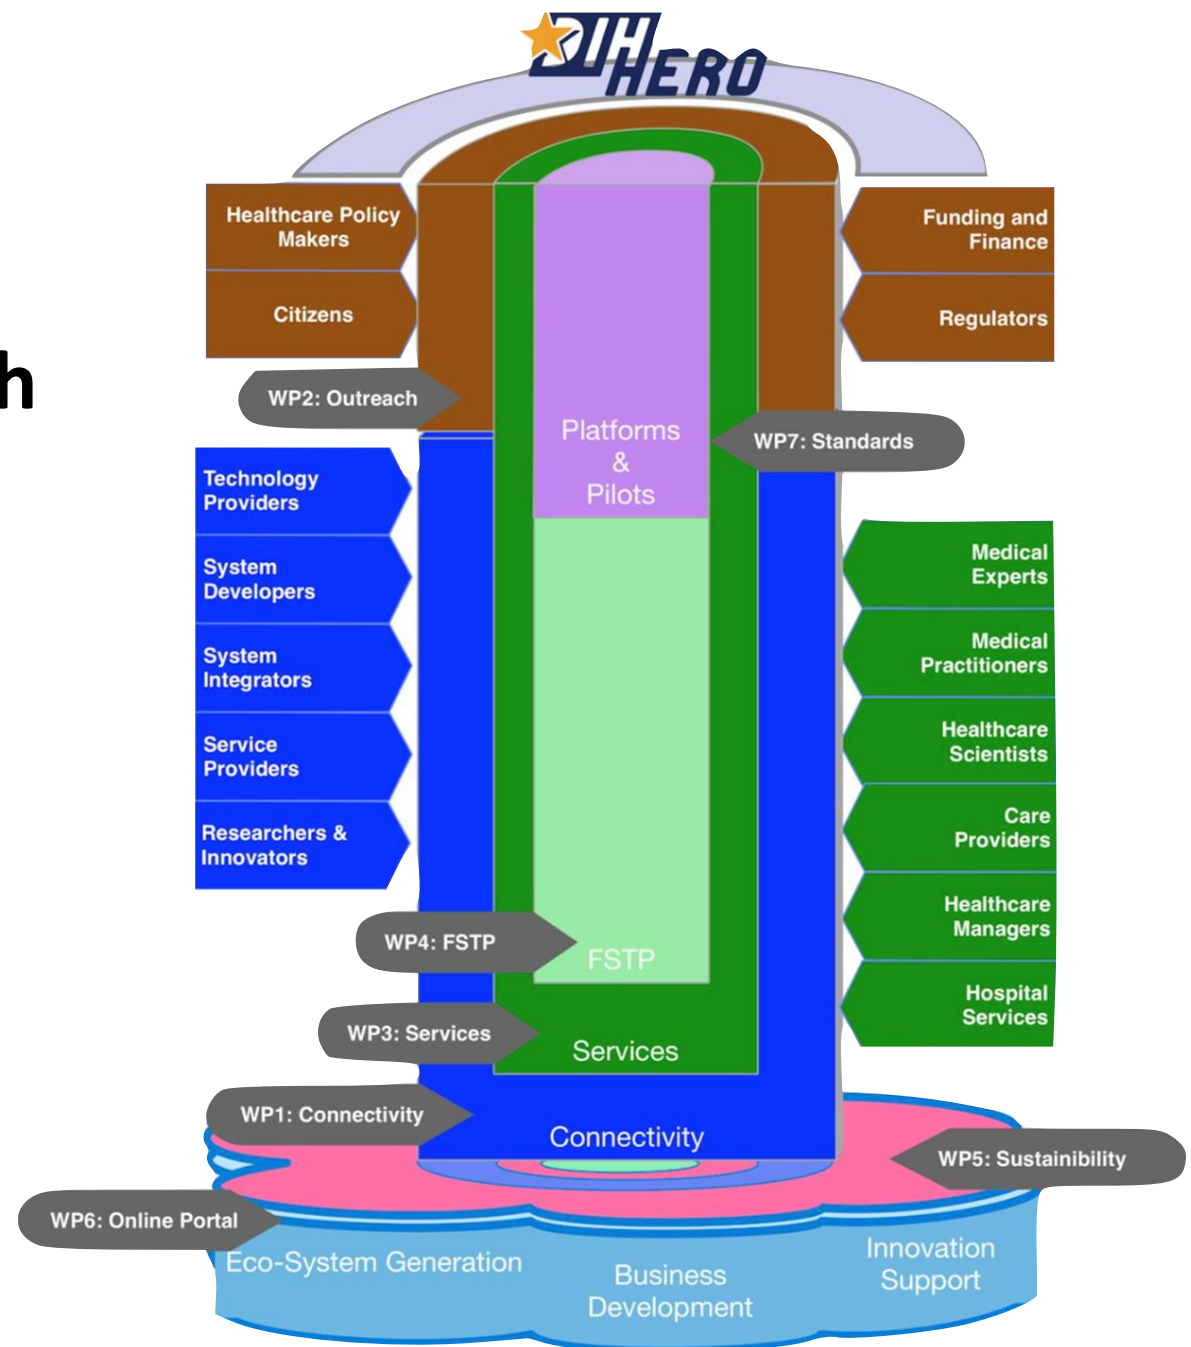 DIH
HERO
Healthcare Policy
Makers
Funding and
Finance
Citizens
Regulators
h
WP2: Outreach
Platforms
&
Pilots
WP7: Standards
Technology
Providers
System
Developers
System
Integrators
Service
Providers
Researchers &
Innovators
Medical
Experts
Medical
Practitioners
Healthcare
Scientists
Care
Providers
Healthcare
Managers
Hospital
Services
WP4: FSTP
FSTP
WP3: Services
Services
WP1: Connectivity
Connectivity
WP5: Sustainibility
WP6: Online Portal
Eco-System Generation
Business
Development
Innovation
Support